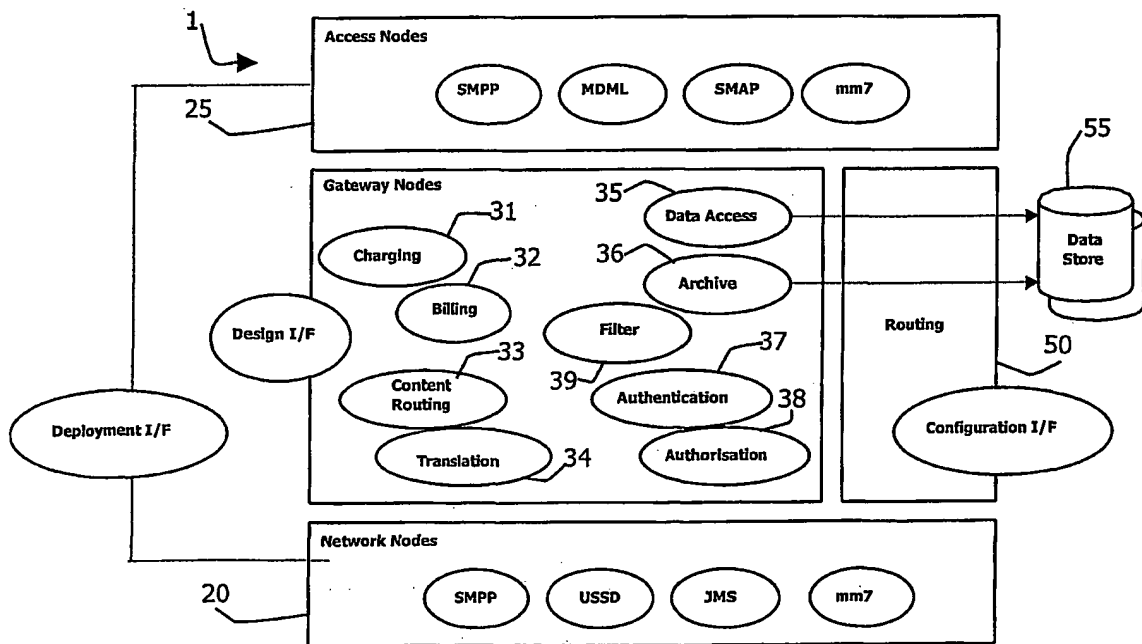 1
Access Nodes
SMPP
MDML
SMAP
mm7
25
55
Gateway Nodes
35
Data Access
31
Charging
36
Archive
Data
Store
32
Billing
Filter
Routing
Design I/F
33
39
37
50
Content
Routing
Authentication
38
Deployment I/F
Configuration I/F
Translation
34
Authorisation
Network Nodes
20
SMPP
USSD
JMS
mm7